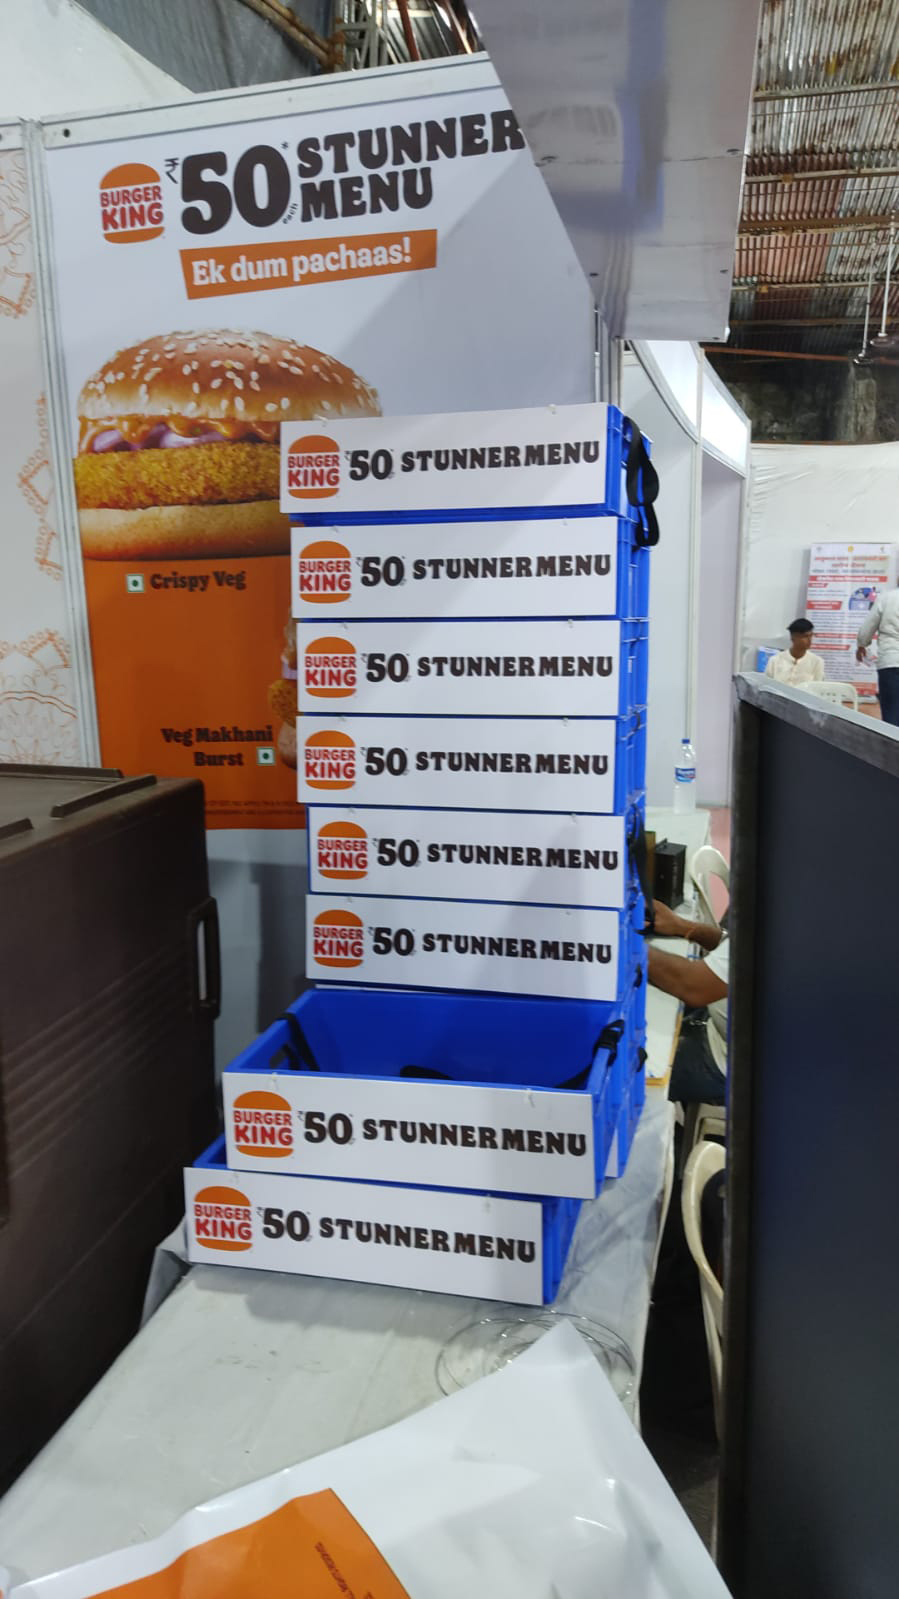 BURGER
KING
₹50* each STUNNER
MENU
Ek dum pachaas!
Crispy Veg
Veg Makhani
Burst
BURGER
KING
₹50* STUNNER MENU
BURGER
KING
₹50* STUNNER MENU
BURGER
KING
₹50* STUNNER MENU
BURGER
KING
₹50* STUNNER MENU
BURGER
KING
₹50* STUNNER MENU
BURGER
KING
₹50* STUNNER MENU
BURGER
KING
₹50* STUNNER MENU
BURGER
KING
₹50* STUNNER MENU